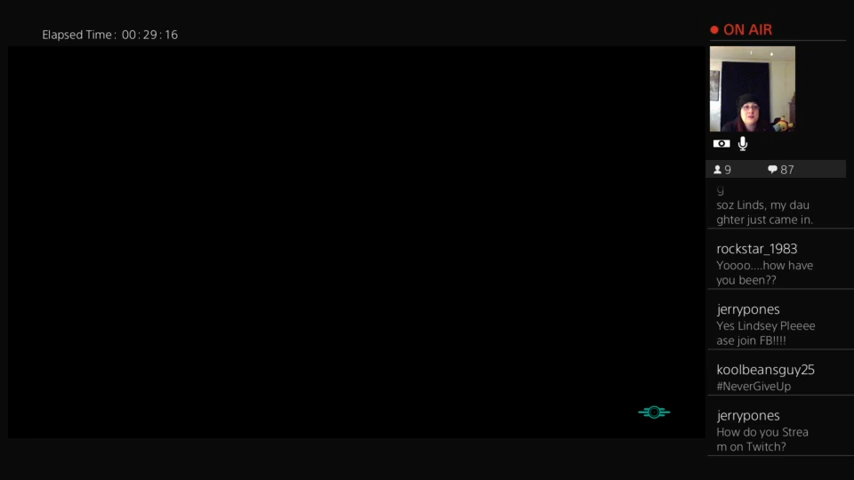 Elapsed Time: 00:29:16
ON AIR
9 87
g
soz Linds, my dau
ghter just came in.
rockstar_1983
Yoooo....how have
you been??
jerrypones
Yes Lindsey Pleeee
ase join FB!!!!
koolbeansguy25
#NeverGiveUp
jerrypones
How do you Strea
m on Twitch?